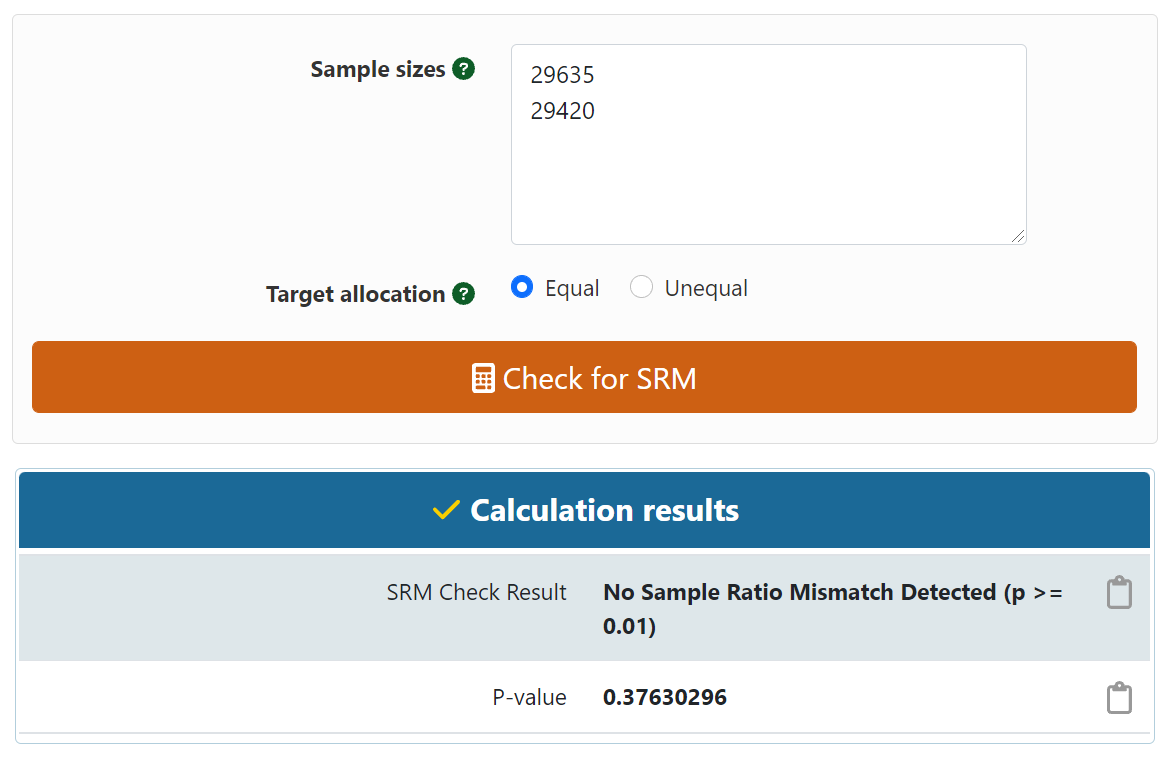 Sample sizes ?
29635
29420
Target allocation ?
Equal
Unequal
Check for SRM
Calculation results
SRM Check Result
No Sample Ratio Mismatch Detected (p >=
0.01)
P-value
0.37630296